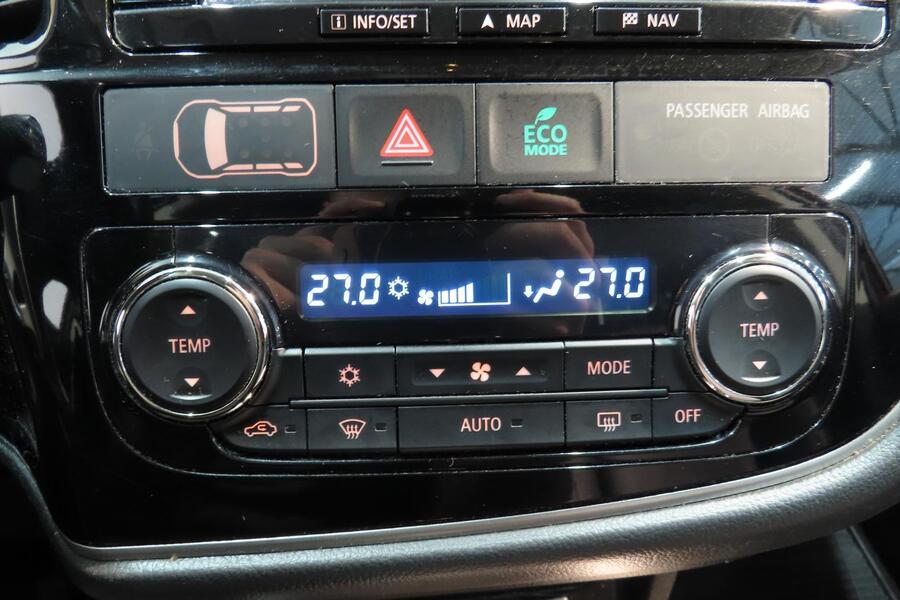 INFO/SET
MAP
NAV
ECO
MODE
PASSENGER AIRBAG
27.0
27.0
TEMP
TEMP
MODE
AUTO
OFF